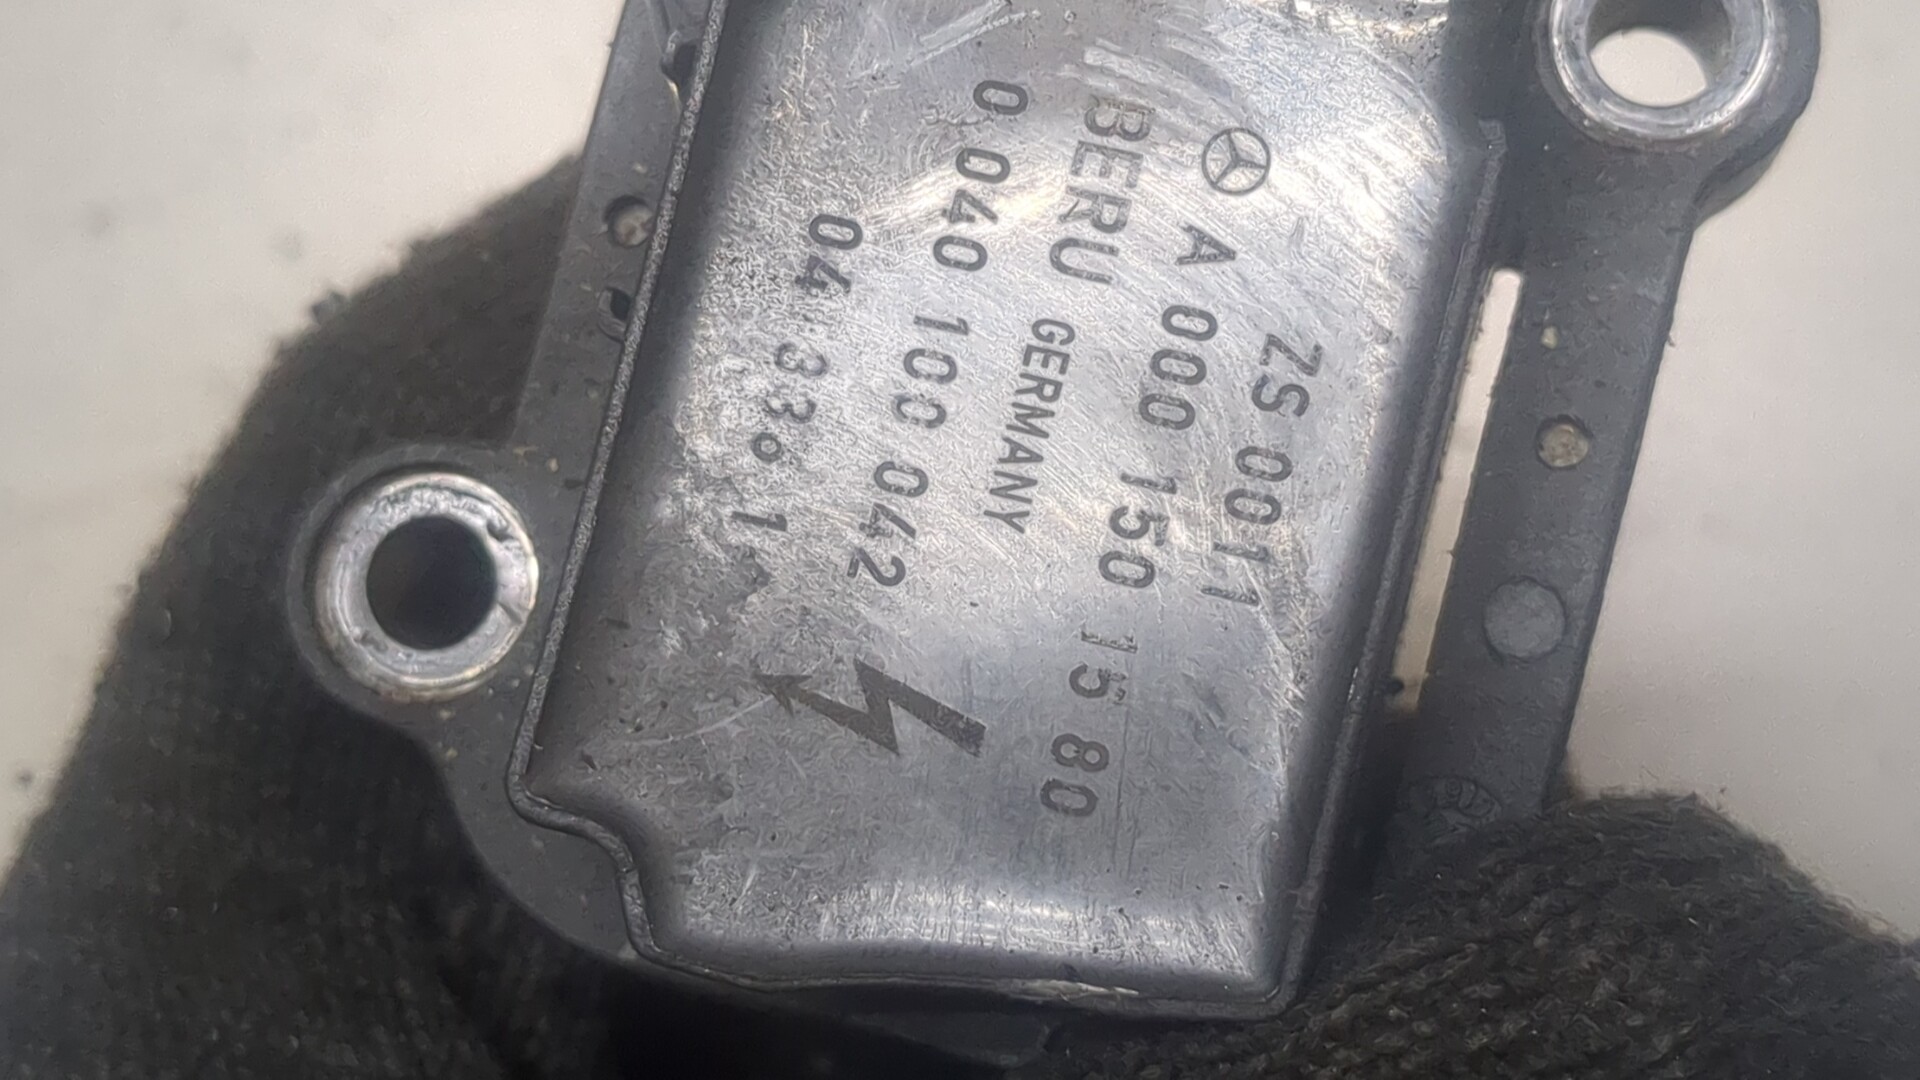 ZS 0011
A 000 150 15 80
BERU GERMANY
0 040 100 042
04 33 1